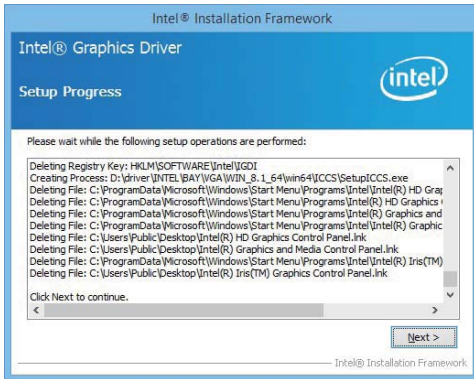 Intel® Installation Framework
Intel® Graphics Driver
Setup Progress
intel
Please wait while the following setup operations are performed:
Deleting Registry Key: HKLM\SOFTWARE\Intel\IGDI
Creating Process: D:\driver\INTEL\BAY\VGA\WIN_8.1_64\win64\ICCS\SetupICCS.exe
Deleting File: C:\ProgramData\Microsoft\Windows\Start Menu\Programs\Intel\Intel(R) HD Grap
Deleting File: C:\ProgramData\Microsoft\Windows\Start Menu\Programs\Intel\Intel(R) HD Graphics
Deleting File: C:\ProgramData\Microsoft\Windows\Start Menu\Programs\Intel\Intel(R) Graphics and
Deleting File: C:\ProgramData\Microsoft\Windows\Start Menu\Programs\Intel\Intel(R) Graphic
Deleting File: C:\Users\Public\Desktop\Intel(R) HD Graphics Control Panel.lnk
Deleting File: C:\Users\Public\Desktop\Intel(R) Graphics and Media Control Panel.lnk
Deleting File: C:\ProgramData\Microsoft\Windows\Start Menu\Programs\Intel\Intel(R) Iris(TM)
Deleting File: C:\Users\Public\Desktop\Intel(R) Iris(TM) Graphics Control Panel.lnk
Click Next to continue.
Next >
Intel® Installation Framework